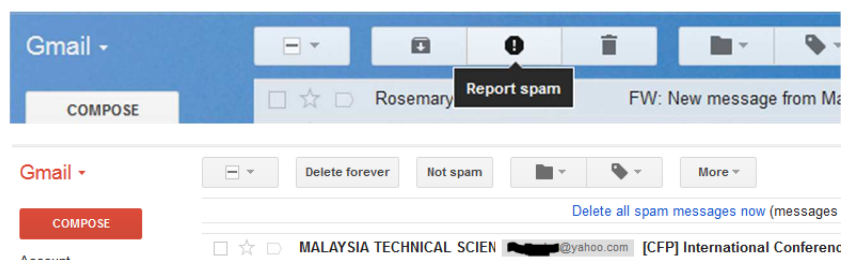 Gmail
Report spam
COMPOSE
Rosemary
FW: New message from Ma
Gmail
Delete forever
Not spam
More
Delete all spam messages now (messages
COMPOSE
MALAYSIA TECHNICAL SCIEN @yahoo.com [CFP] International Conferenc
Account